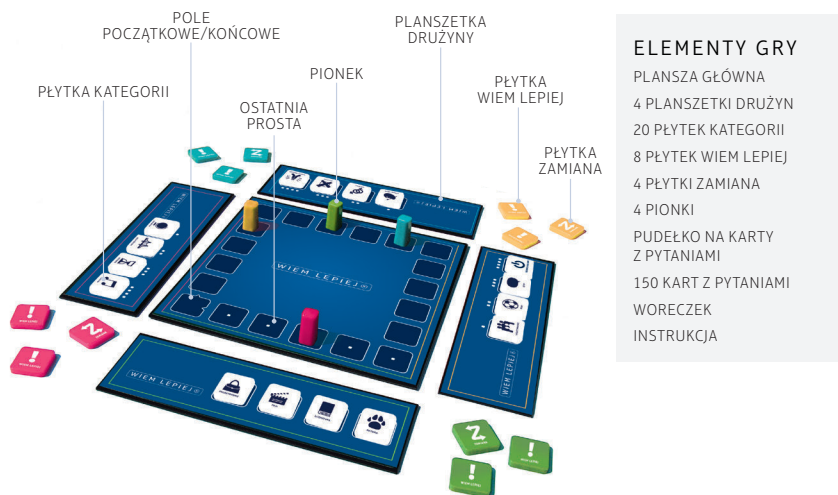 POLE
POCZĄTKOWE/KOŃCOWE
PLANSZETKA
DRUŻYNY
PIONEK
PŁYTKA
WIEM LEPIEJ
PŁYTKA KATEGORII
OSTATNIA
PROSTA
PŁYTKA
ZAMIANA
WIEM LEPIEJ
WIEM LEPIEJ
WIEM LEPIEJ
WIEM LEPIEJ
ELEMENTY GRY
PLANSZA GŁÓWNA
4 PLANSZETKI DRUŻYN
20 PŁYTEK KATEGORII
8 PŁYTEK WIEM LEPIEJ
4 PŁYTKI ZAMIANA
4 PIONKI
PUDEŁKO NA KARTY
Z PYTANIAMI
150 KART Z PYTANIAMI
WORECZEK
INSTRUKCJA